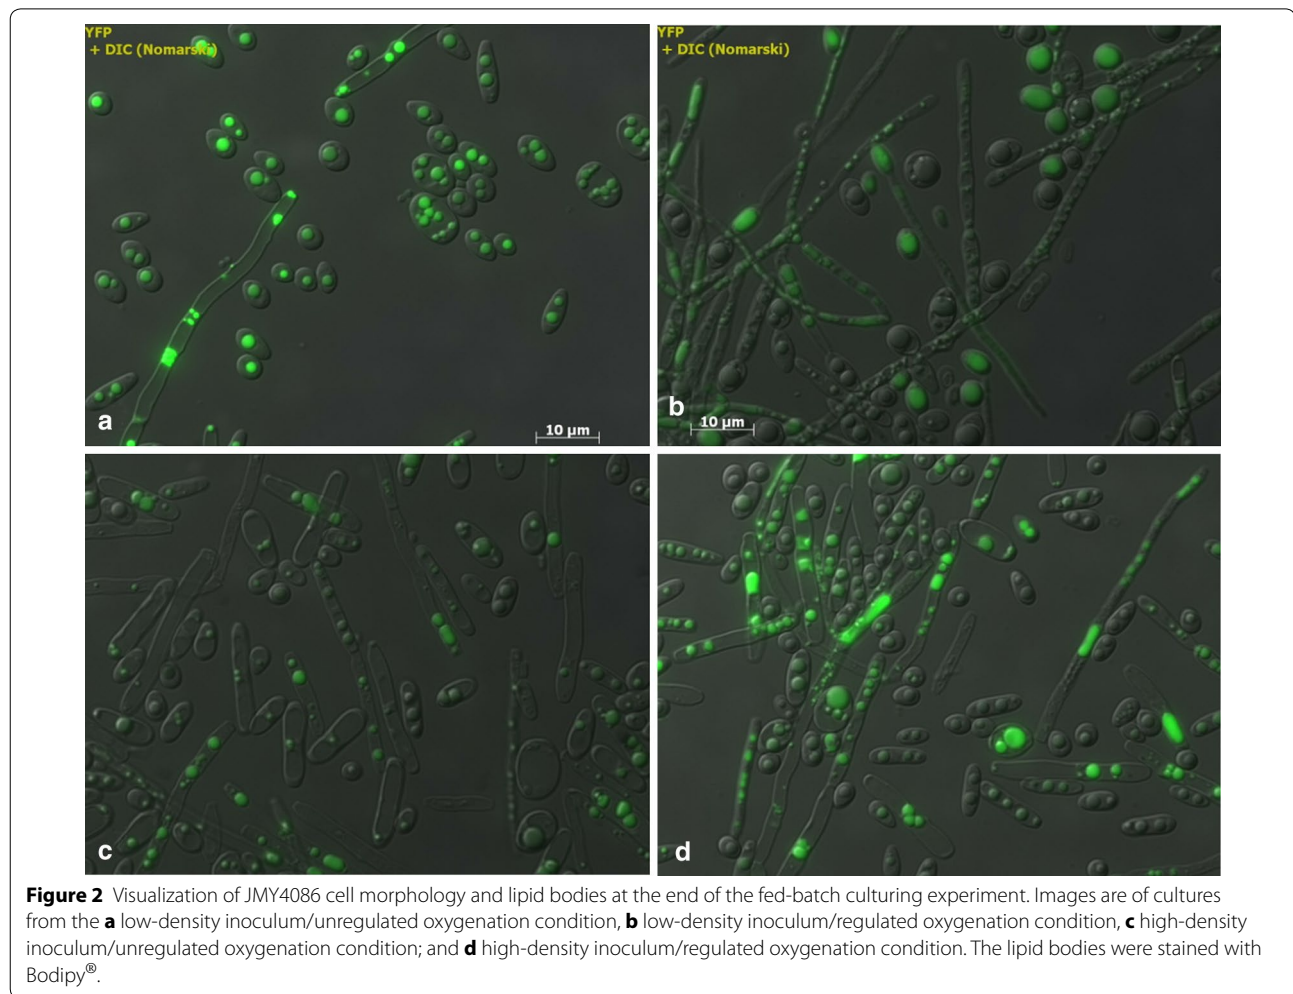 YFP
+ DIC (Nomarski)
a
10 µm
YFP
+ DIC (Nomarski)
b
10 µm
c
d
Figure 2 Visualization of JMY4086 cell morphology and lipid bodies at the end of the fed-batch culturing experiment. Images are of cultures
from the a low-density inoculum/unregulated oxygenation condition, b low-density inoculum/regulated oxygenation condition, c high-density
inoculum/unregulated oxygenation condition; and d high-density inoculum/regulated oxygenation condition. The lipid bodies were stained with
Bodipy®.